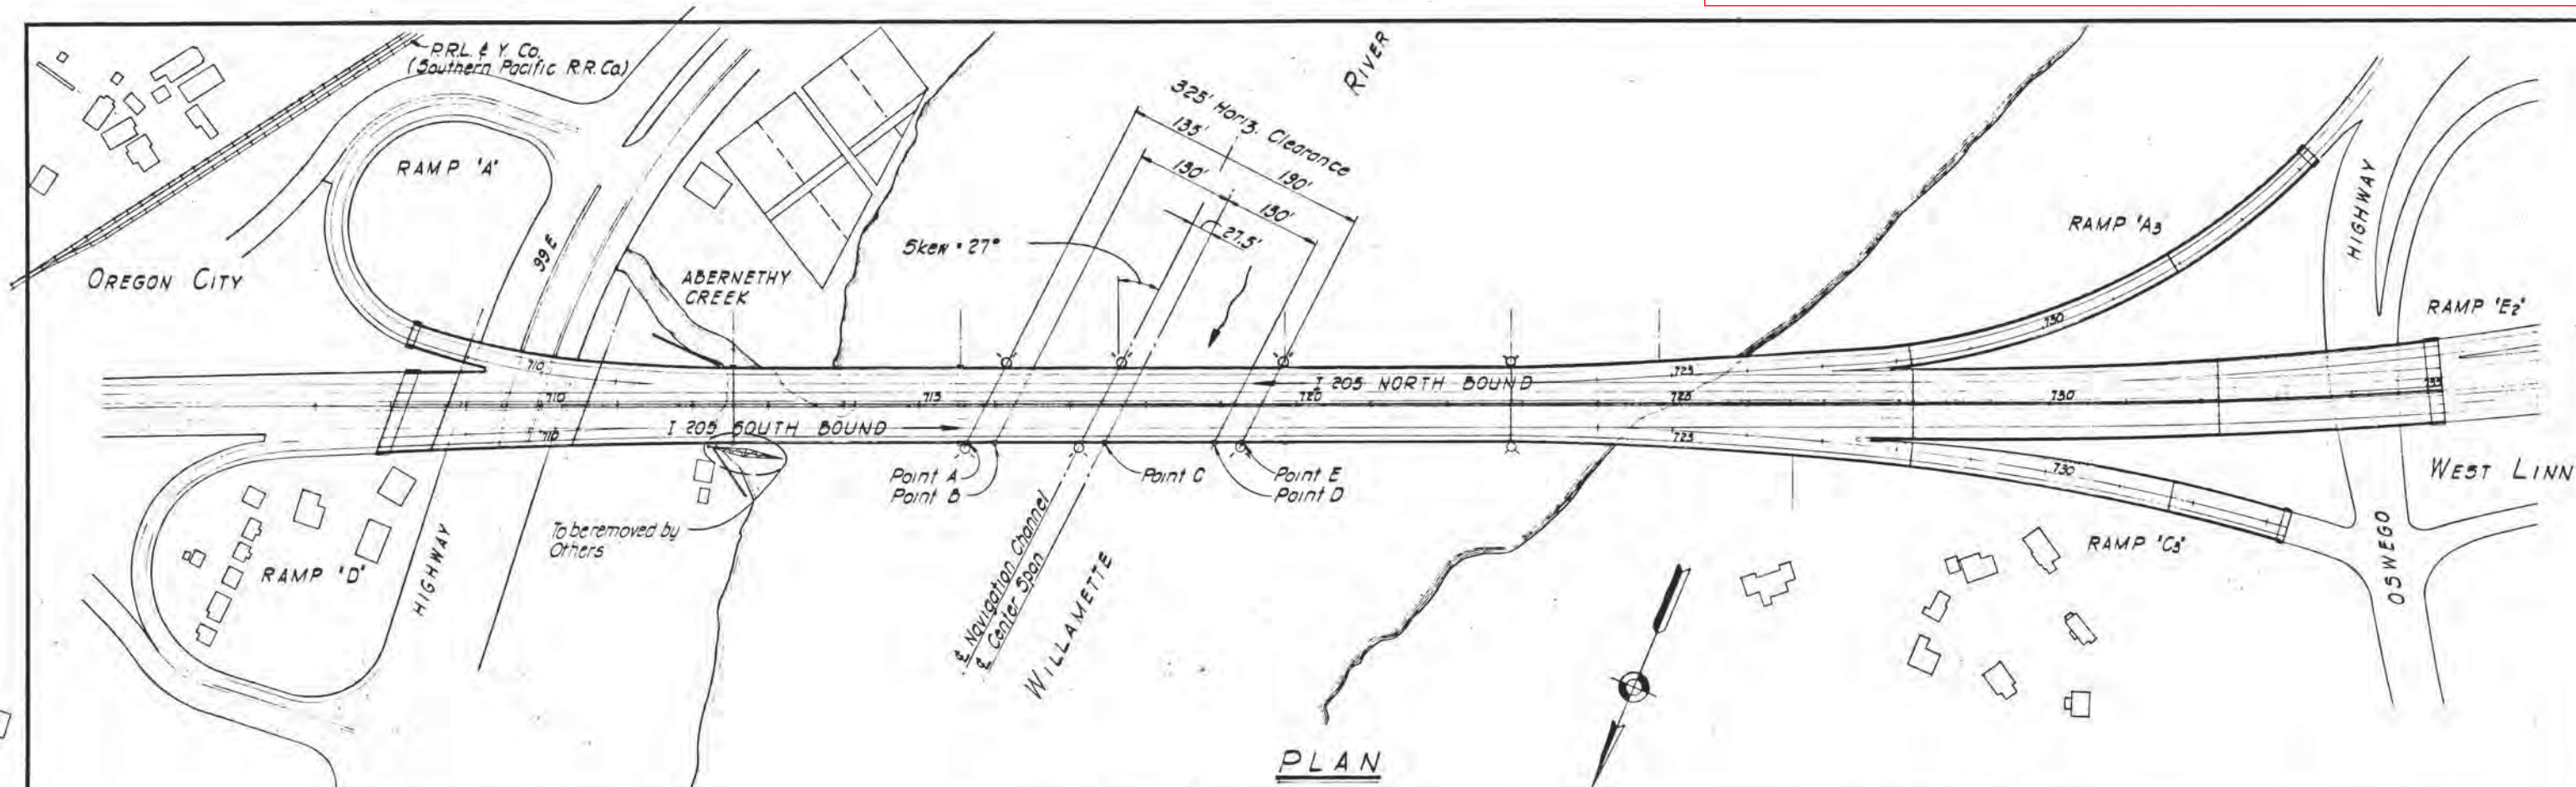 P.R.L. & Y. Co.
(Southern Pacific R.R. Co.)
RIVER
325' Horiz. Clearance
135'
190'
130'
130'
27.5'
RAMP 'A'
Skew = 27°
RAMP 'A3'
HIGHWAY
99E
OREGON CITY
ABERNETHY
CREEK
RAMP 'E2'
730
710
I 205 NORTH BOUND
725
710
715
720
725
730
735
I 205 SOUTH BOUND
710
725
730
Point A
Point B
Point C
Point E
Point D
WEST LINN
To be removed by
Others
HIGHWAY
RAMP 'D'
RAMP 'C3'
OSWEGO
℄ Navigation Channel
℄ Center Span
WILLAMETTE
PLAN